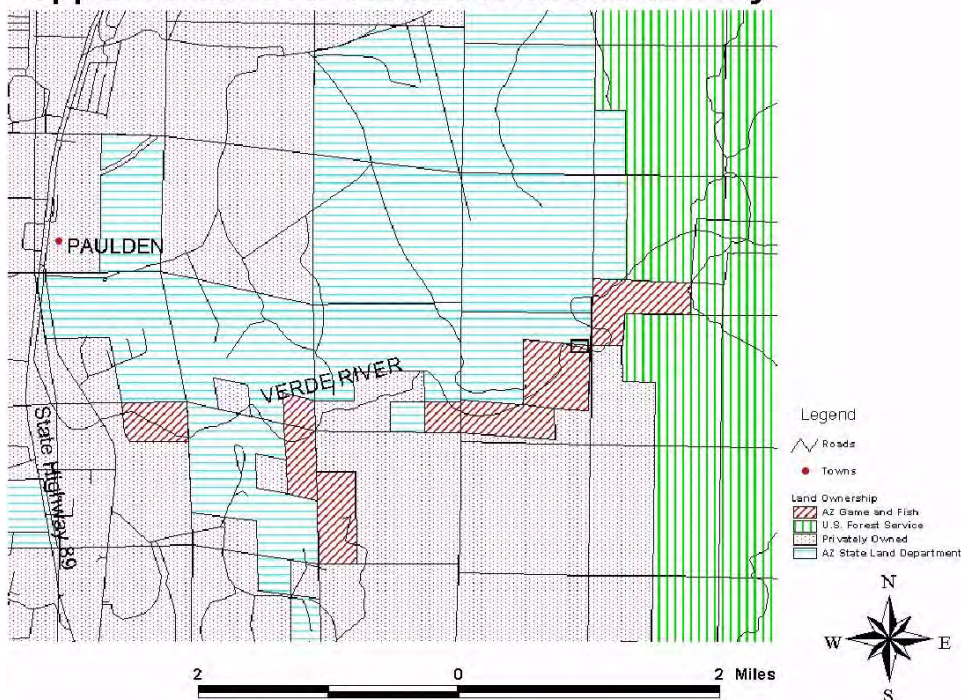 PAULDEN
VERDE RIVER
State Highway 89
Legend
Roads
Towns
Land Ownership
AZ Game and Fish
U.S. Forest Service
Privately Owned
AZ State Land Department
N
W E
S
2 0 2 Miles